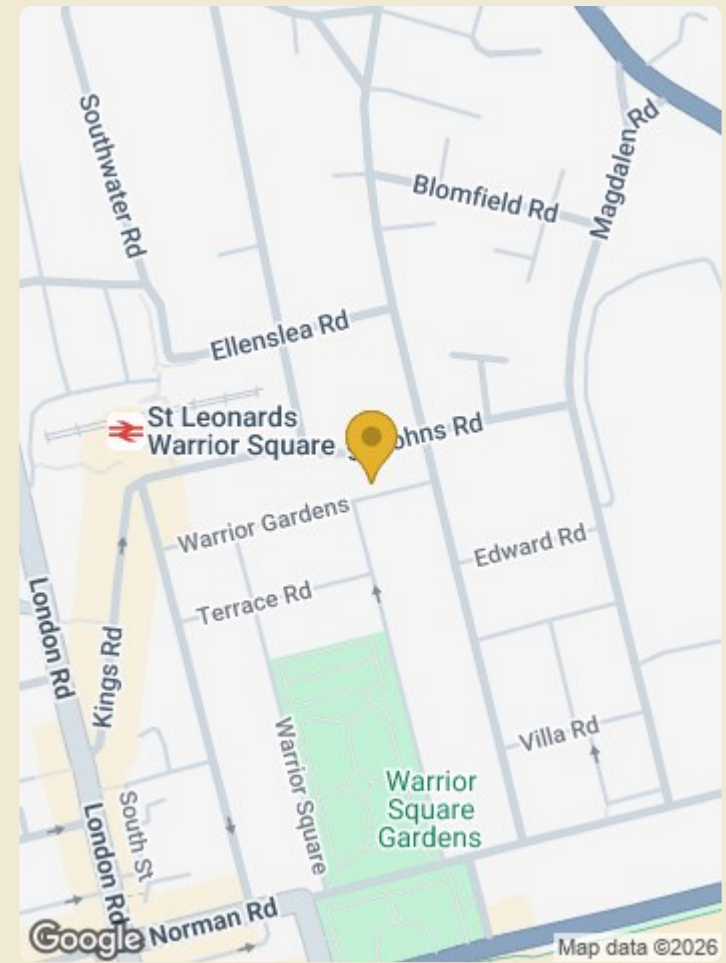 Southwater Rd
Magdalen Rd
Blomfield Rd
Ellenslea Rd
St Leonards
Warrior Square
ohns Rd
Warrior Gardens
Edward Rd
Terrace Rd
London Rd
Kings Rd
Warrior Square
Villa Rd
Warrior
Square
Gardens
South St
London Rd
Norman Rd
Google
Map data ©2026